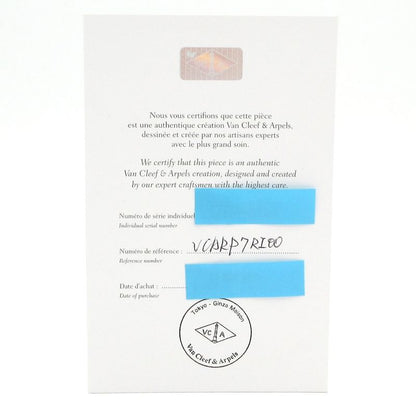 Nous vous certifions que cette pièce
est une authentique création Van Cleef & Arpels,
dessinée et créée par nos artisans experts
avec le plus grand soin.
We certify that this piece is an authentic
Van Cleef & Arpels creation, designed and created
by our expert craftsmen with the highest care.
Numéro de série individuel
Individual serial number
Numéro de référence : VCARP7RI00
Reference number
Date d'achat :
Date of purchase
Tokyo - Ginza Maison
VC A
Van Cleef & Arpels